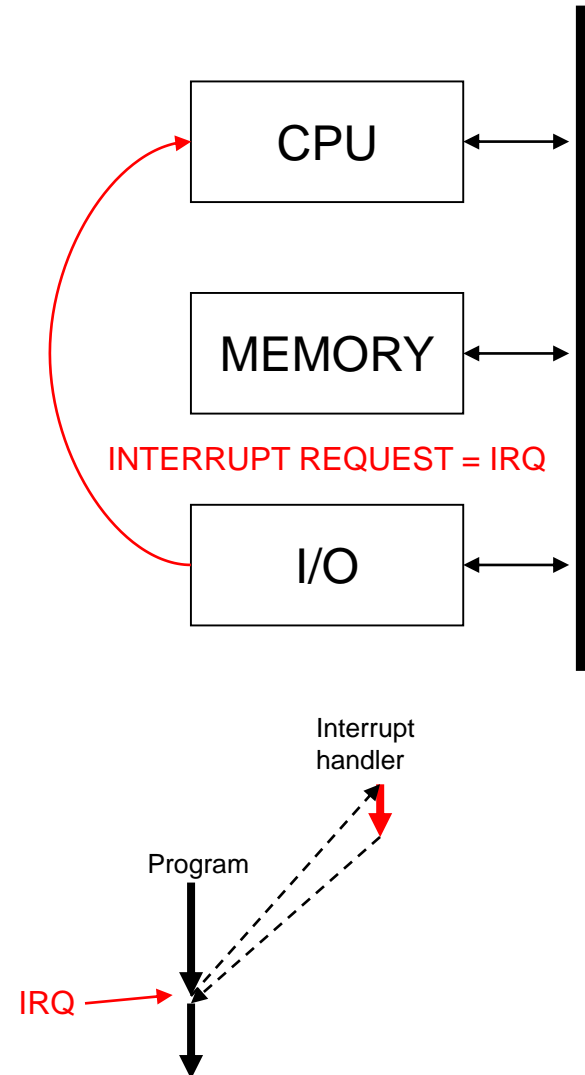 CPU
MEMORY
INTERRUPT REQUEST = IRQ
I/O
Interrupt
handler
Program
IRQ